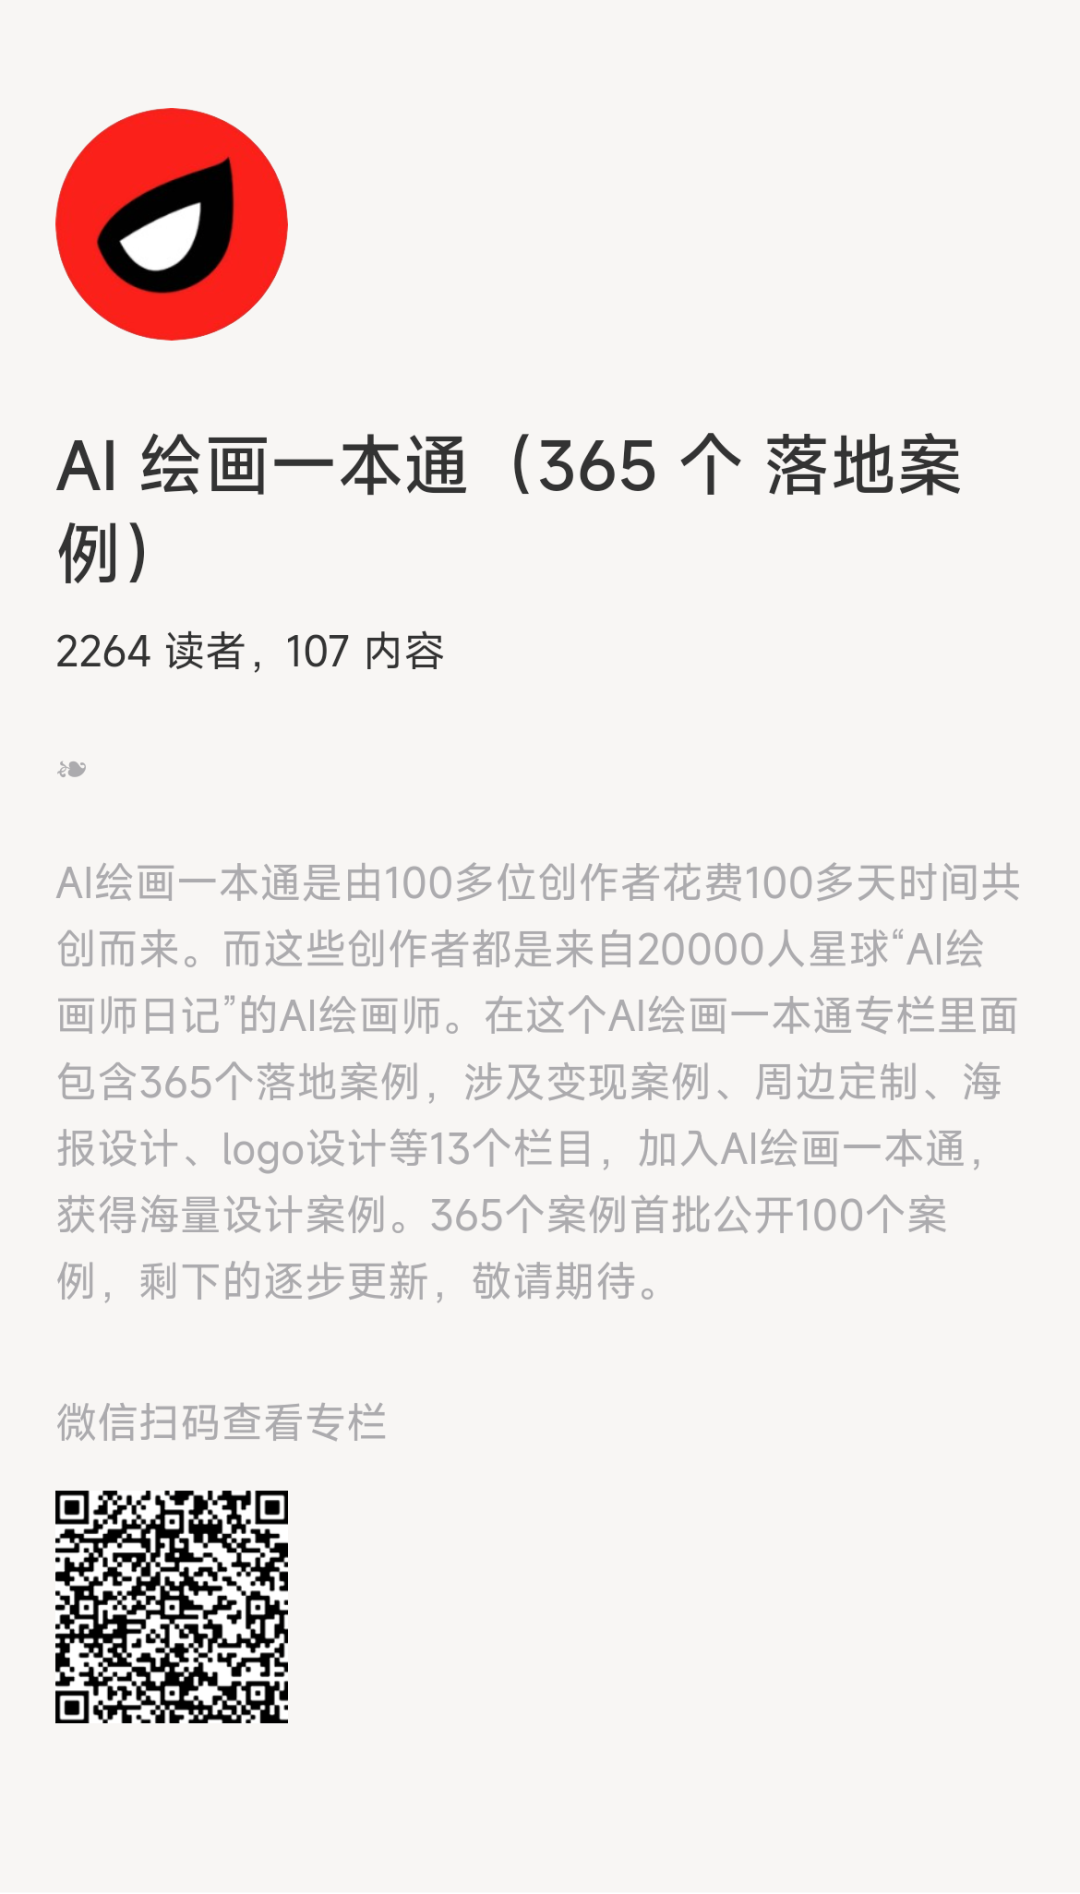 AI 绘画一本通（365 个 落地案
例）
2264 读者，107 内容
AI绘画一本通是由100多位创作者花费100多天时间共
创而来。而这些创作者都是来自20000人星球“AI绘
画师日记”的AI绘画师。在这个AI绘画一本通专栏里面
包含365个落地案例，涉及变现案例、周边定制、海
报设计、logo设计等13个栏目，加入AI绘画一本通，
获得海量设计案例。365个案例首批公开100个案
例，剩下的逐步更新，敬请期待。
微信扫码查看专栏